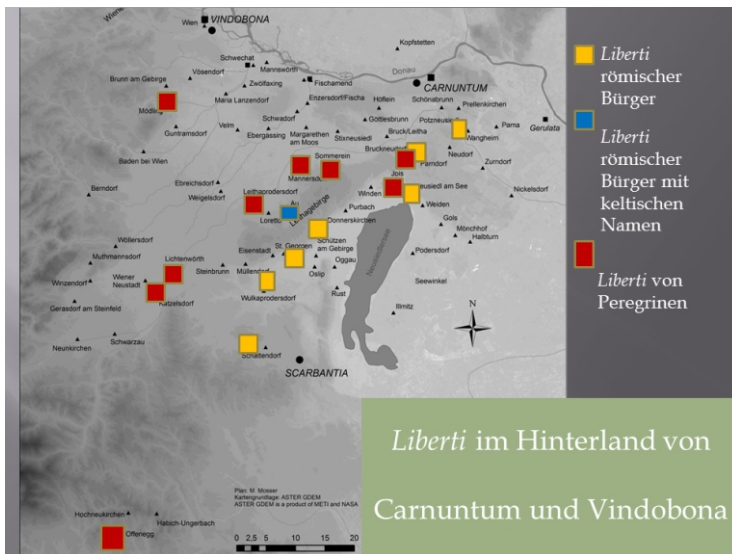 Wien
VINDOBONA
Kopfstetten
Schwechat
Mannswörth
Donau
Brunn am Gebirge
Vösendorf
Zwölfaxing
Fischamend
CARNUNTUM
Maria Lanzendorf
Enzersdorf/Fischa
Höflein
Schönabrunn
Prellenkirchen
Mödling
Schwadorf
Göttlesbrunn
Potzneusiedl
Guntramsdorf
Velm
Ebergassing
Margarethen
am Moos
Stixneusiedl
Bruck/Leitha
Wangheim
Pama
Gerulata
Bruckneudorf
Baden bei Wien
Sommerein
Parndorf
Neudorf
Mannersdorf
Jois
Zurndorf
Berndorf
Ebreichsdorf
Leithaprodersdorf
Winden
Neusiedl am See
Nickelsdorf
Weigelsdorf
Au
Loretto
Leithagebirge
Purbach
Weiden
Donnerskirchen
Gols
Mönchhof
Halbturn
Wöllersdorf
Eisenstadt
St. Georgen
Schützen
am Gebirge
Muthmannsdorf
Lichtenwörth
Steinbrunn
Müllendorf
Oslip
Oggau
Neusiedlersee
Podersdorf
Winzendorf
Wiener
Neustadt
Seewinkel
Katzelsdorf
Wulkaprodersdorf
Rust
Gerasdorf am Steinfeld
Illmitz
N
Neunkirchen
Schwarzau
Schattendorf
SCARBANTIA
Plan: M. Mosser
Kartengrundlage: ASTER GDEM
ASTER GDEM is a product of METI and NASA
Hochneukirchen
Habich-Ungerbach
Offenegg
0 2,5 5 10 15 20
Liberti
römischer
Bürger
Liberti
römischer
Bürger mit
keltischen
Namen
Liberti von
Peregrinen
Liberti im Hinterland von
Carnuntum und Vindobona